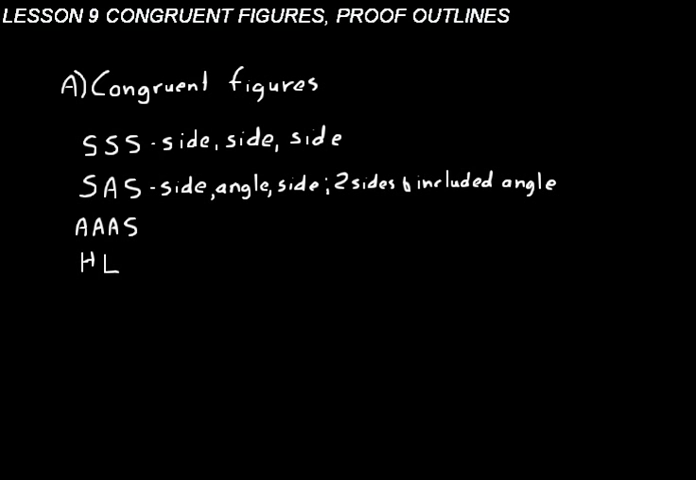 LESSON 9 CONGRUENT FIGURES, PROOF OUTLINES
A) Congruent figures
SSS - side, side, side
SAS - side, angle, side; 2 sides & included angle
AAAS
HL